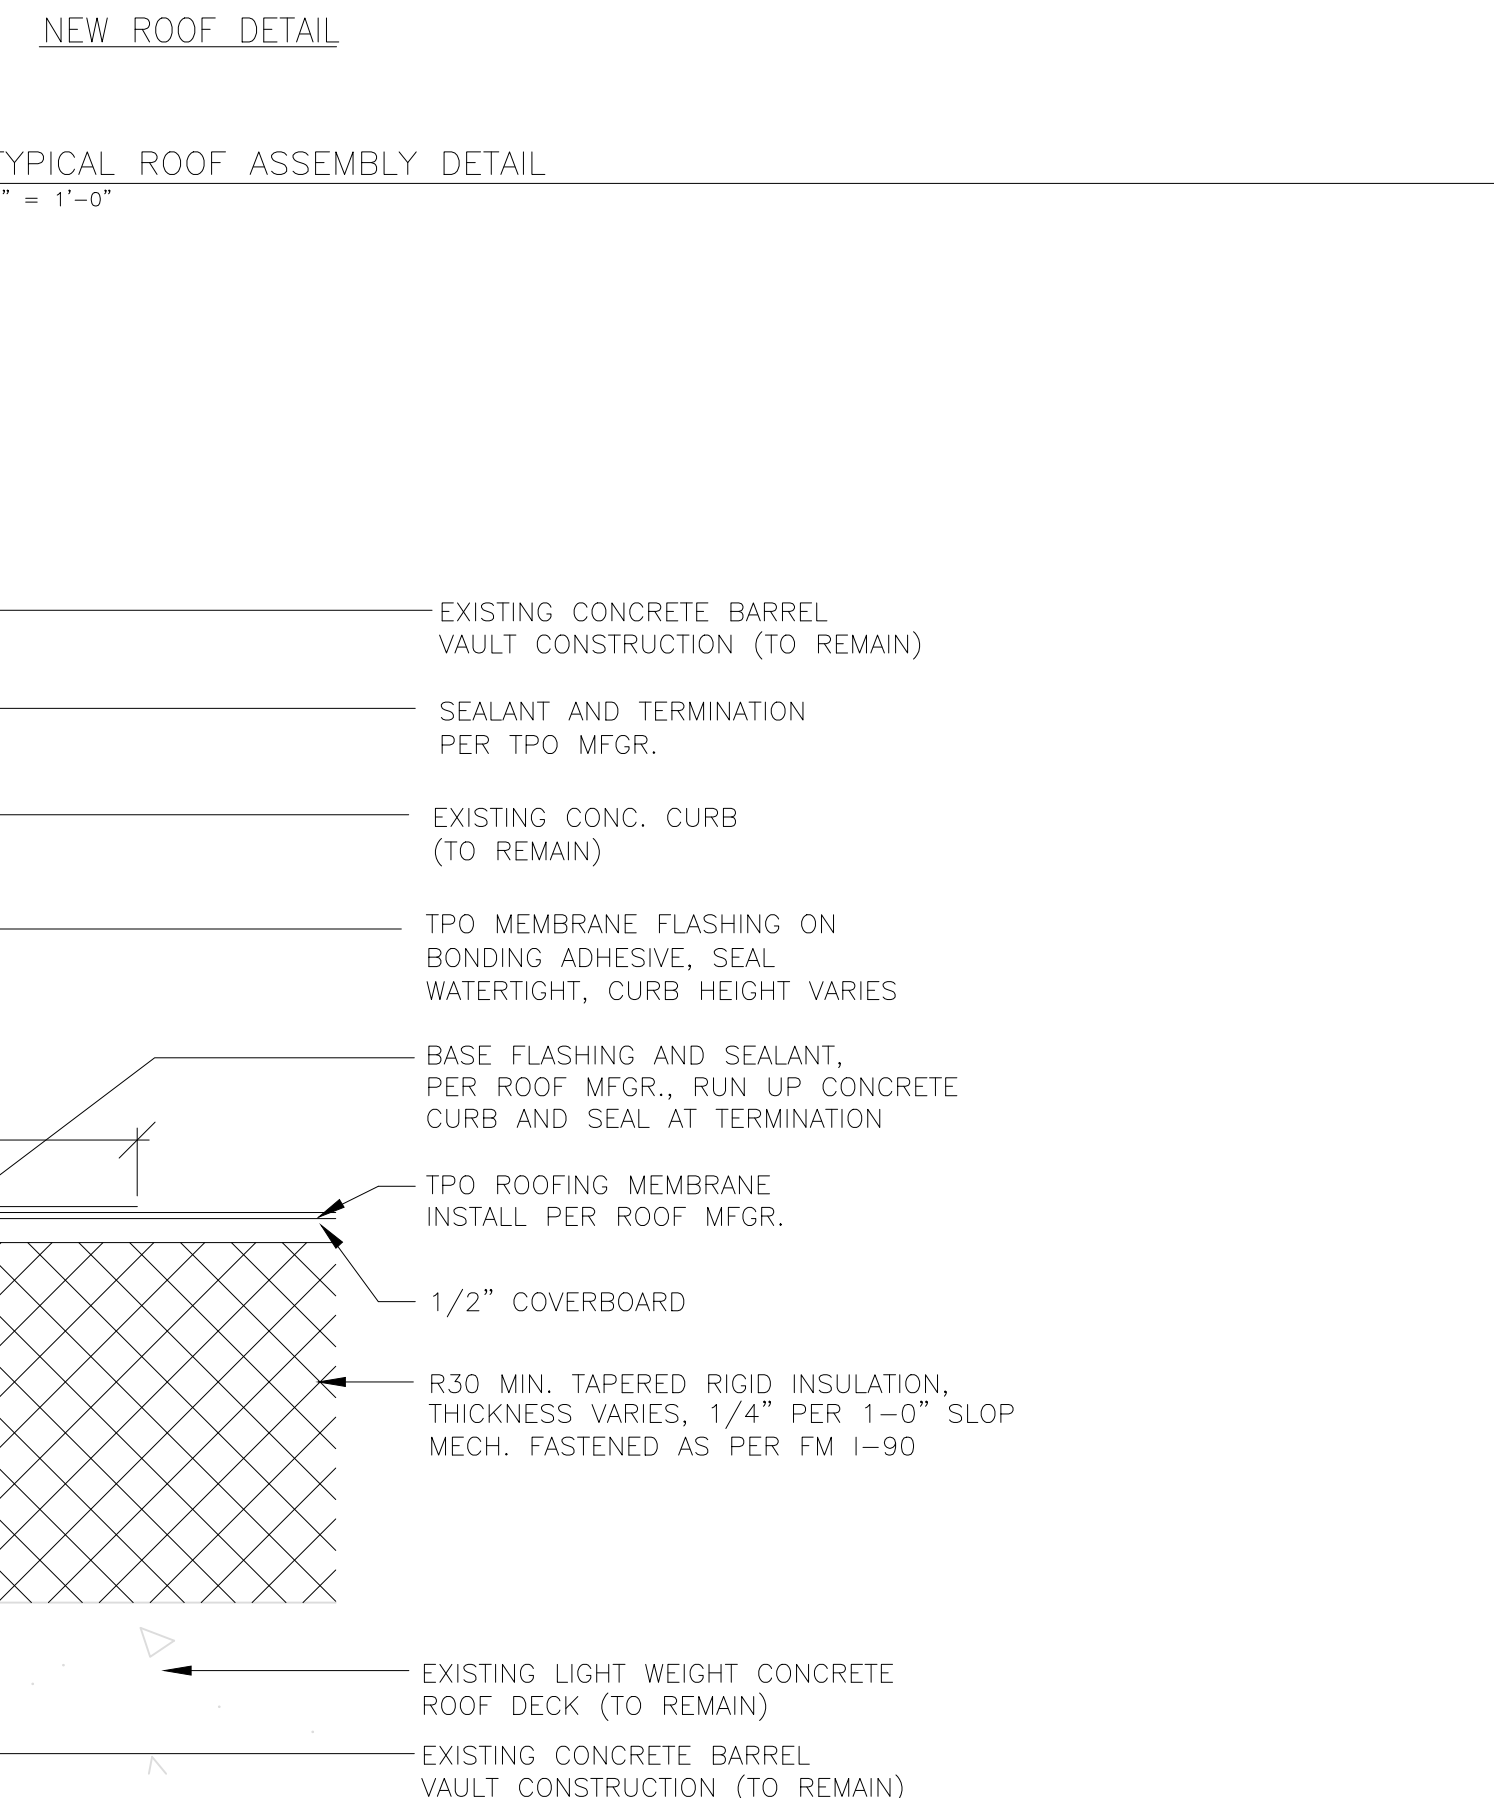 NEW ROOF DETAIL
TYPICAL ROOF ASSEMBLY DETAIL
" = 1'-0"
EXISTING CONCRETE BARREL
VAULT CONSTRUCTION (TO REMAIN)
SEALANT AND TERMINATION
PER TPO MFGR.
EXISTING CONC. CURB
(TO REMAIN)
TPO MEMBRANE FLASHING ON
BONDING ADHESIVE, SEAL
WATERTIGHT, CURB HEIGHT VARIES
BASE FLASHING AND SEALANT,
PER ROOF MFGR., RUN UP CONCRETE
CURB AND SEAL AT TERMINATION
TPO ROOFING MEMBRANE
INSTALL PER ROOF MFGR.
1/2" COVERBOARD
R30 MIN. TAPERED RIGID INSULATION,
THICKNESS VARIES, 1/4" PER 1-0" SLOP
MECH. FASTENED AS PER FM I-90
EXISTING LIGHT WEIGHT CONCRETE
ROOF DECK (TO REMAIN)
EXISTING CONCRETE BARREL
VAULT CONSTRUCTION (TO REMAIN)